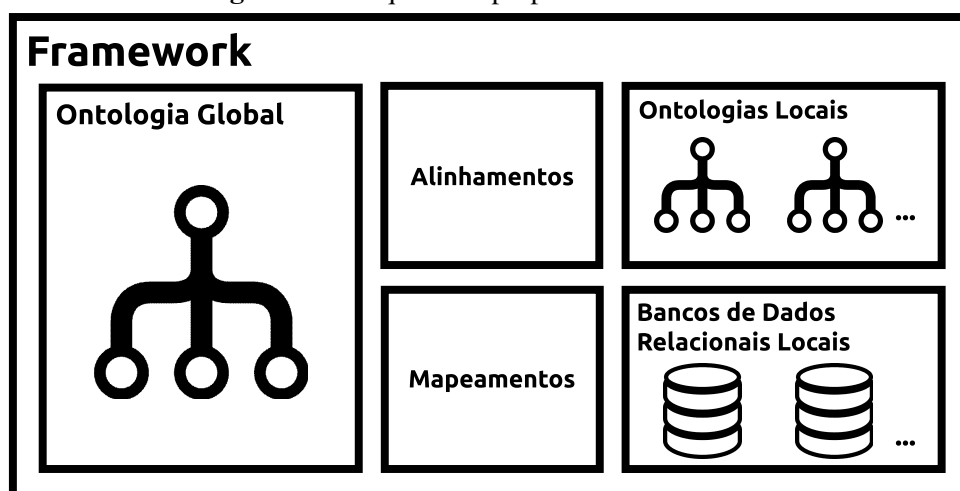 Framework
Ontologia Global
Alinhamentos
Ontologias Locais
...
Mapeamentos
Bancos de Dados
Relacionais Locais
...